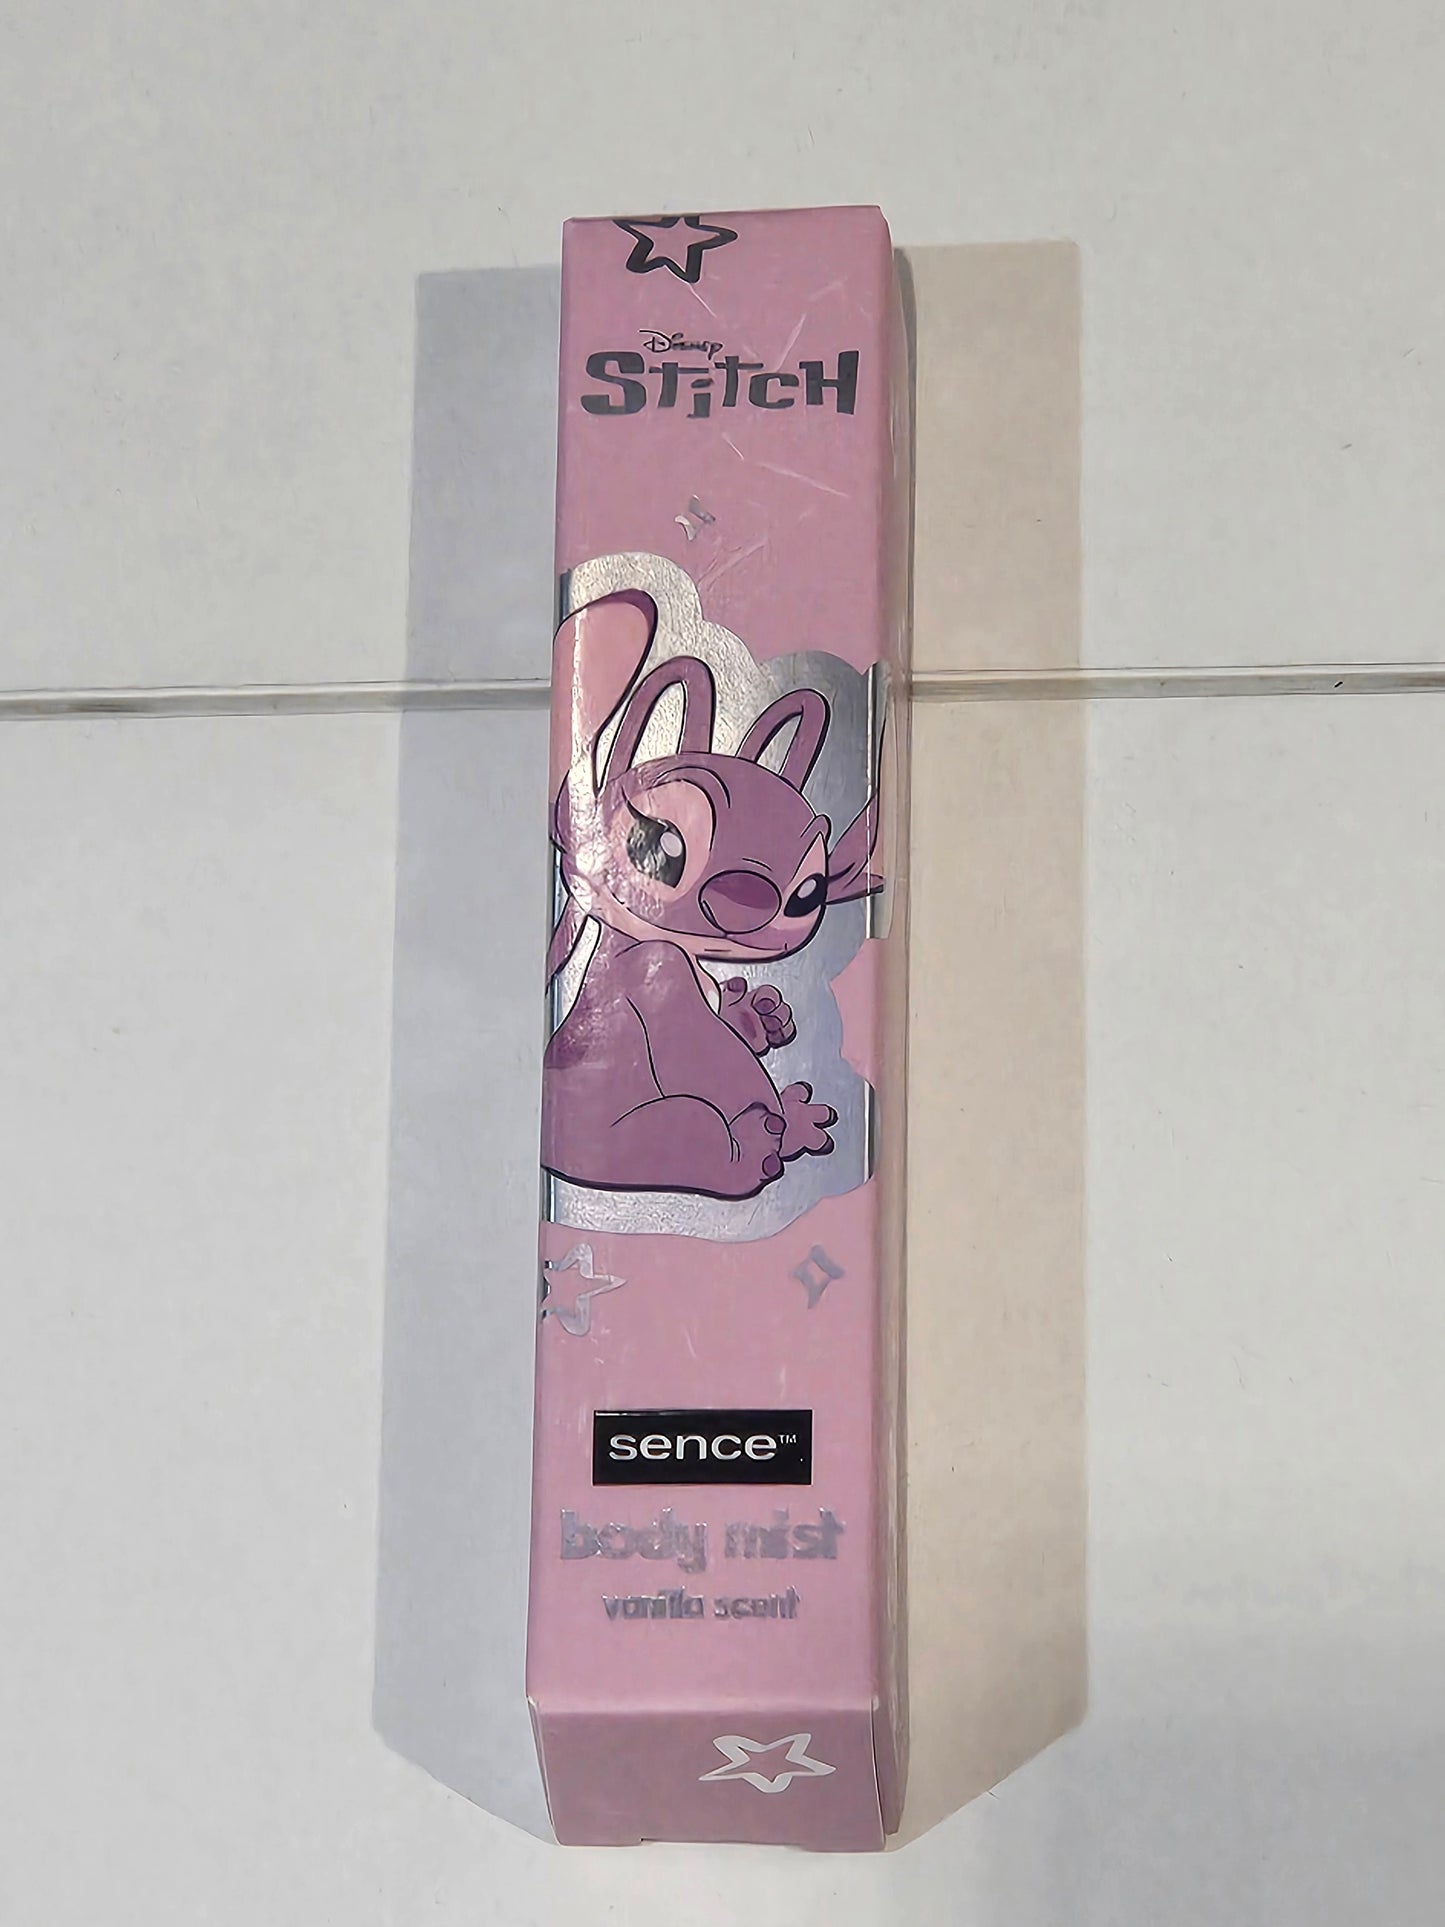 Disney
Stitch
sence™
body mist
vanilla scent